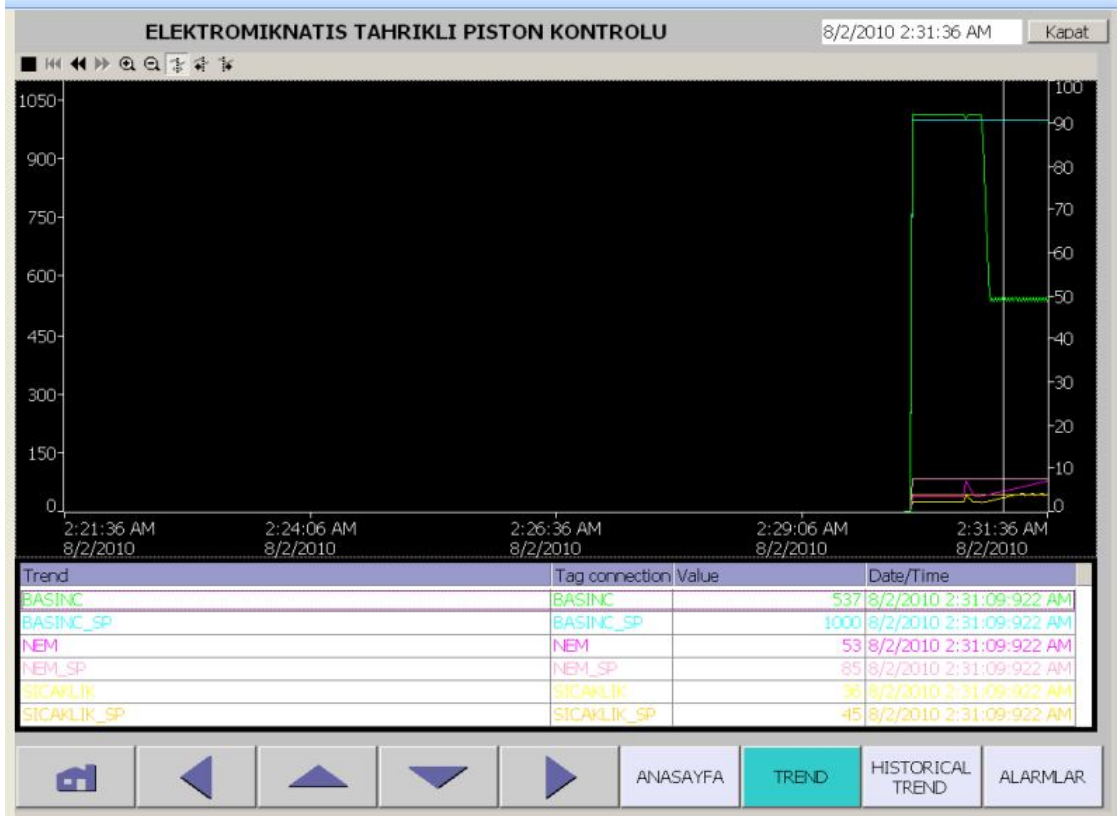 ELEKTROMIKNATIS TAHRIKLI PISTON KONTROLU
8/2/2010 2:31:36 AM
Kapat
1050
900
750
600
450
300
150
0
100
90
80
70
60
50
40
30
20
10
0
2:21:36 AM 2:24:06 AM 2:26:36 AM 2:29:06 AM 2:31:36 AM
8/2/2010 8/2/2010 8/2/2010 8/2/2010 8/2/2010
Trend Tag connection Value Date/Time
BASINC BASINC 537 8/2/2010 2:31:09:922 AM
BASINC_SP BASINC_SP 1000 8/2/2010 2:31:09:922 AM
NEM NEM 53 8/2/2010 2:31:09:922 AM
NEM_SP NEM_SP 85 8/2/2010 2:31:09:922 AM
SICAKLIK SICAKLIK 36 8/2/2010 2:31:09:922 AM
SICAKLIK_SP SICAKLIK_SP 45 8/2/2010 2:31:09:922 AM
ANASAYFA
TREND
HISTORICAL
TREND
ALARMLAR